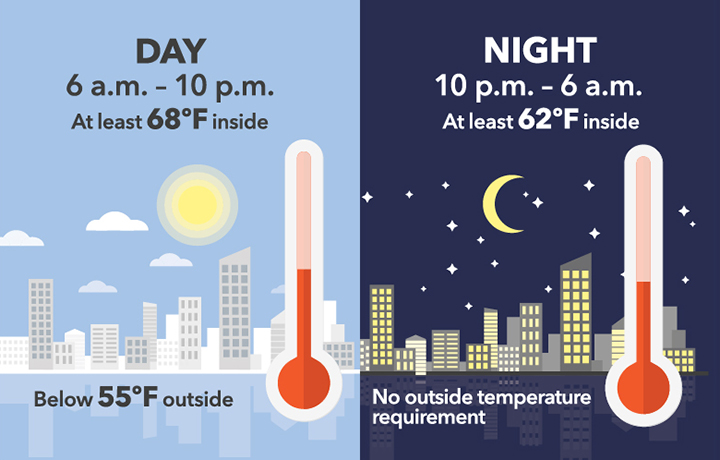 DAY
6 a.m. – 10 p.m.
At least 68°F inside
Below 55°F outside
NIGHT
10 p.m. – 6 a.m.
At least 62°F inside
No outside temperature
requirement